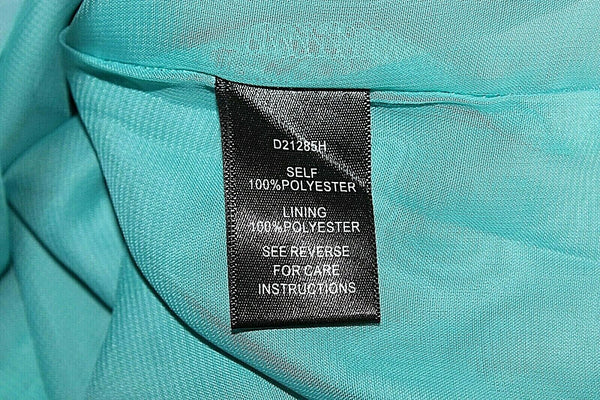 D21285H
SELF
100%POLYESTER
LINING
100%POLYESTER
SEE REVERSE
FOR CARE
INSTRUCTIONS